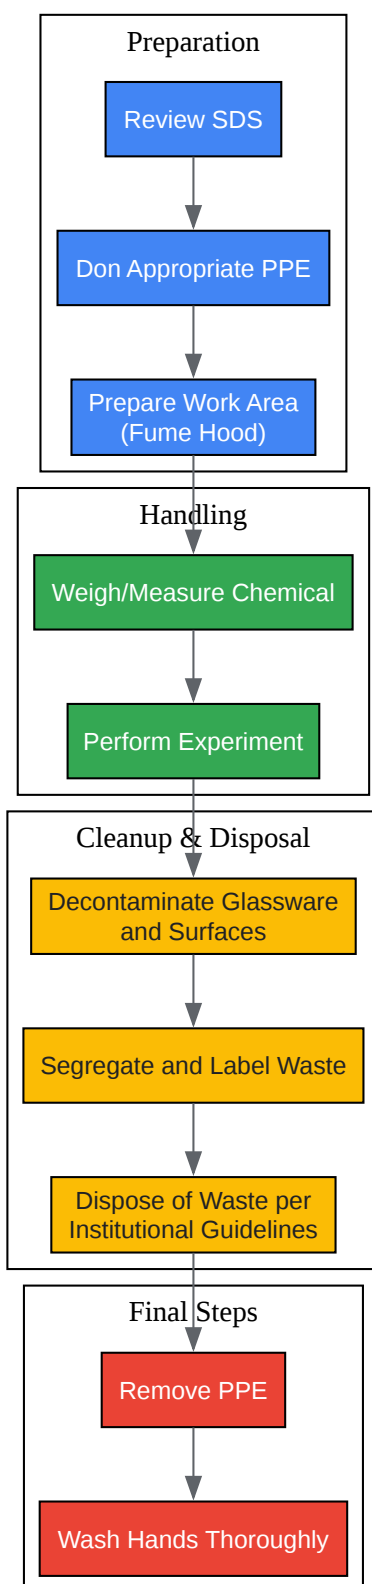 Preparation
Review SDS
Don Appropriate PPE
Prepare Work Area
(Fume Hood)
Handling
Weigh/Measure Chemical
Perform Experiment
Cleanup & Disposal
Decontaminate Glassware
and Surfaces
Segregate and Label Waste
Dispose of Waste per
Institutional Guidelines
Final Steps
Remove PPE
Wash Hands Thoroughly